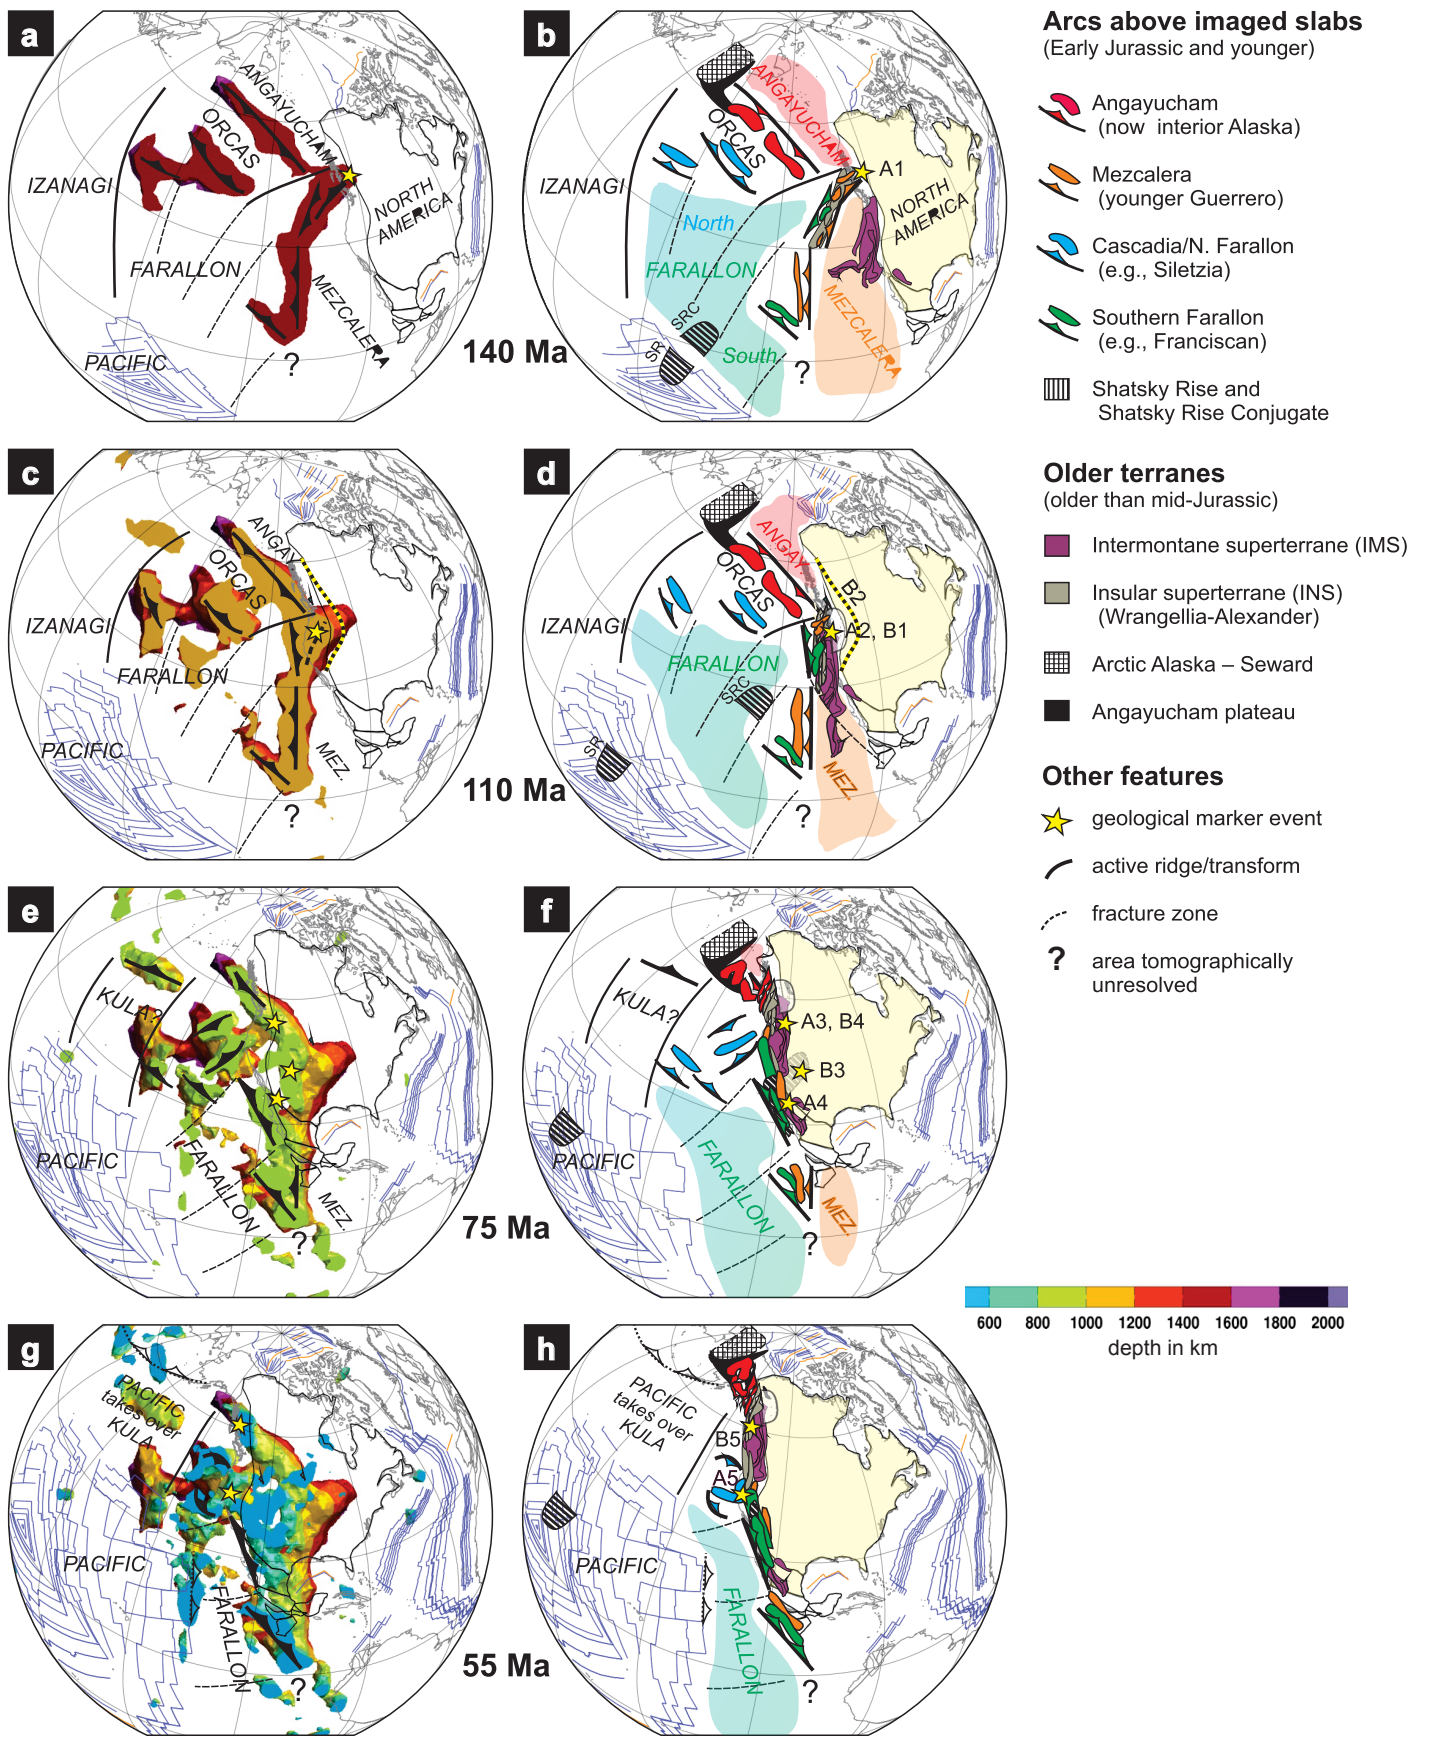 a
ANGAYUCHAM
ORCAS
IZANAGI
NORTH
AMERICA
FARALLON
MEZCALERA
PACIFIC
?
140 Ma
b
ANGAYUCHAM
ORCAS
A1
IZANAGI
NORTH
AMERICA
North
FARALLON
MEZCALERA
SRC
SR
South
?
c
ANGAY.
ORCAS
IZANAGI
FARALLON
PACIFIC
MEZ.
?
110 Ma
d
ANGAY.
ORCAS
B2
IZANAGI
A2, B1
FARALLON
SRC
SR
MEZ.
?
e
KULA?
PACIFIC
FARALLON
MEZ.
?
75 Ma
f
KULA?
A3, B4
B3
A4
PACIFIC
FARALLON
MEZ.
?
g
PACIFIC
takes over
KULA
PACIFIC
FARALLON
?
55 Ma
h
PACIFIC
takes over
KULA
B5
A5
PACIFIC
FARALLON
?
Arcs above imaged slabs
(Early Jurassic and younger)
Angayucham
(now interior Alaska)
Mezcalera
(younger Guerrero)
Cascadia/N. Farallon
(e.g., Siletzia)
Southern Farallon
(e.g., Franciscan)
Shatsky Rise and
Shatsky Rise Conjugate
Older terranes
(older than mid-Jurassic)
Intermontane superterrane (IMS)
Insular superterrane (INS)
(Wrangellia-Alexander)
Arctic Alaska – Seward
Angayucham plateau
Other features
geological marker event
active ridge/transform
fracture zone
? area tomographically
unresolved
600 800 1000 1200 1400 1600 1800 2000
depth in km